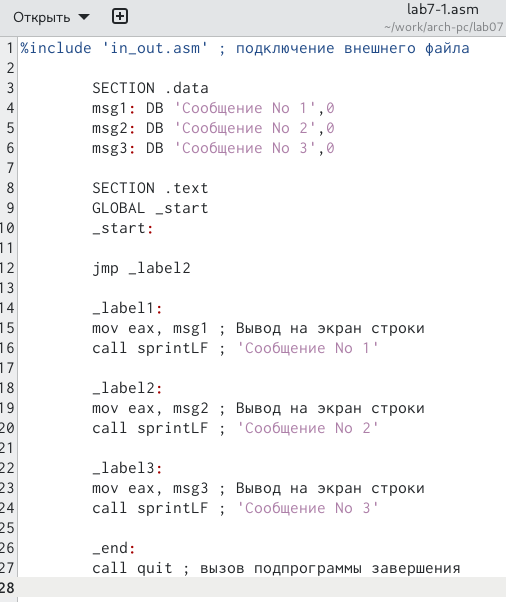 Открыть
lab7-1.asm
~/work/arch-pc/lab07
1 %include 'in_out.asm' ; подключение внешнего файла
2
3 SECTION .data
4 msg1: DB 'Сообщение No 1',0
5 msg2: DB 'Сообщение No 2',0
6 msg3: DB 'Сообщение No 3',0
7
8 SECTION .text
9 GLOBAL _start
10 _start:
11
12 jmp _label2
13
14 _label1:
15 mov eax, msg1 ; Вывод на экран строки
16 call sprintLF ; 'Сообщение No 1'
17
18 _label2:
19 mov eax, msg2 ; Вывод на экран строки
20 call sprintLF ; 'Сообщение No 2'
21
22 _label3:
23 mov eax, msg3 ; Вывод на экран строки
24 call sprintLF ; 'Сообщение No 3'
25
26 _end:
27 call quit ; вызов подпрограммы завершения
28